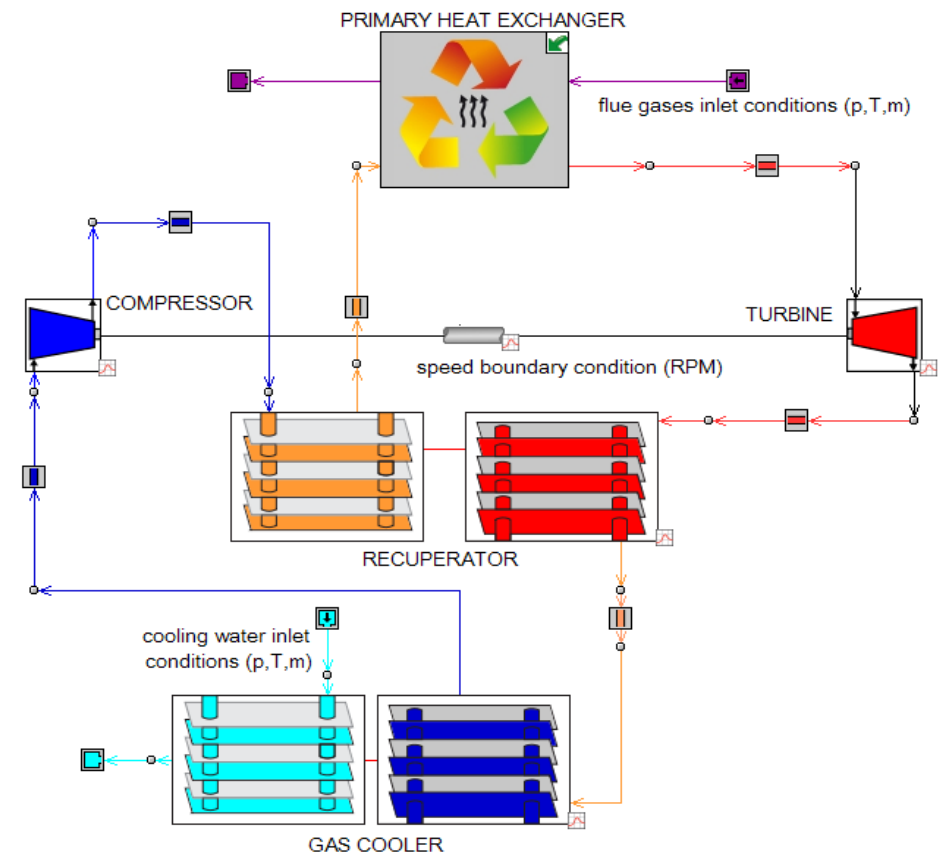 PRIMARY HEAT EXCHANGER
flue gases inlet conditions (p,T,m)
COMPRESSOR
TURBINE
speed boundary condition (RPM)
RECUPERATOR
cooling water inlet
conditions (p,T,m)
GAS COOLER